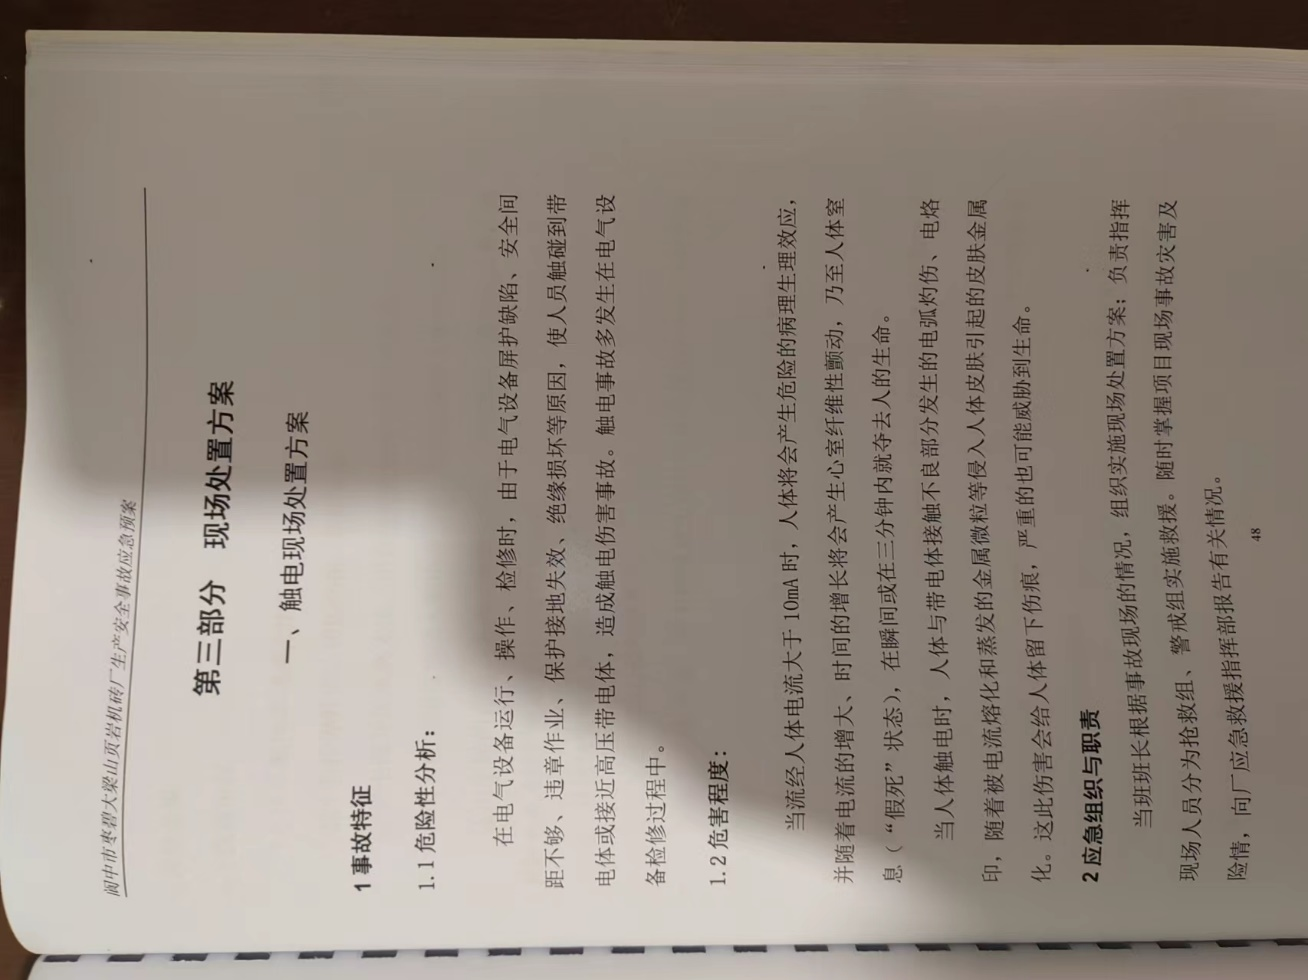 阆中市枣碧大梁山页岩机砖厂生产安全事故应急预案
第三部分 现场处置方案
一、触电现场处置方案
1 事故特征
1.1 危险性分析：
在电气设备运行、操作、检修时，由于电气设备屏护缺陷、安全间
距不够、违章作业、保护接地失效、绝缘损坏等原因，使人员触碰到带
电体或接近高压带电体，造成触电伤害事故。触电事故多发生在电气设
备检修过程中。
1.2 危害程度：
当流经人体电流大于 10mA 时，人体将会产生危险的病理生理效应，
并随着电流的增大、时间的增长将会产生心室纤维性颤动，乃至人体室
息（“假死”状态），在瞬间或在三分钟内就夺去人的生命。
当人体触电时，人体与带电体接触不良部分发生的电弧灼伤、电烙
印，随着被电流熔化和蒸发的金属微粒等侵入人体皮肤引起的皮肤金属
化。这此伤害会给人体留下伤痕，严重的也可能威胁到生命。
2 应急组织与职责
当班班长根据事故现场的情况，组织实施现场处置方案；负责指挥
现场人员分为抢救组、警戒组实施救援。随时掌握项目现场事故灾害及
险情，向厂应急救援指挥部报告有关情况。
48